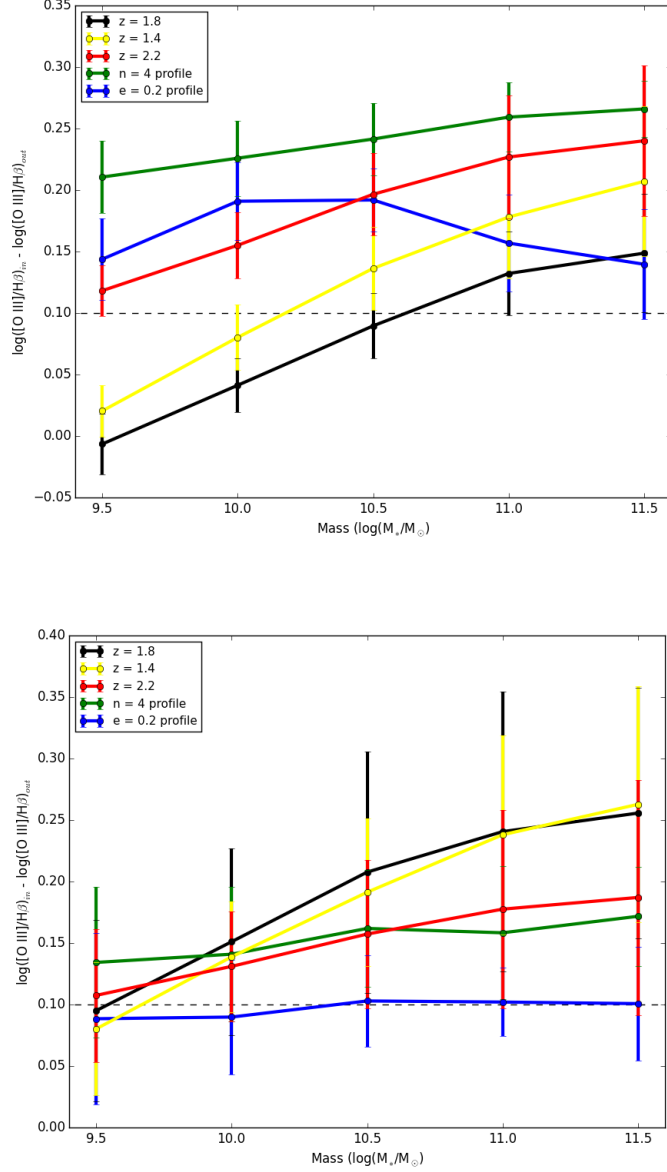 0.35
0.30
0.25
0.20
0.15
0.10
0.05
0.00
−0.05
log([O III]/Hβ)in - log([O III]/Hβ)out
z = 1.8
z = 1.4
z = 2.2
n = 4 profile
e = 0.2 profile
9.5 10.0 10.5 11.0 11.5
Mass (log(M*/M☉)
0.40
0.35
0.30
0.25
0.20
0.15
0.10
0.05
0.00
log([O III]/Hβ)in - log([O III]/Hβ)out
z = 1.8
z = 1.4
z = 2.2
n = 4 profile
e = 0.2 profile
9.5 10.0 10.5 11.0 11.5
Mass (log(M*/M☉)